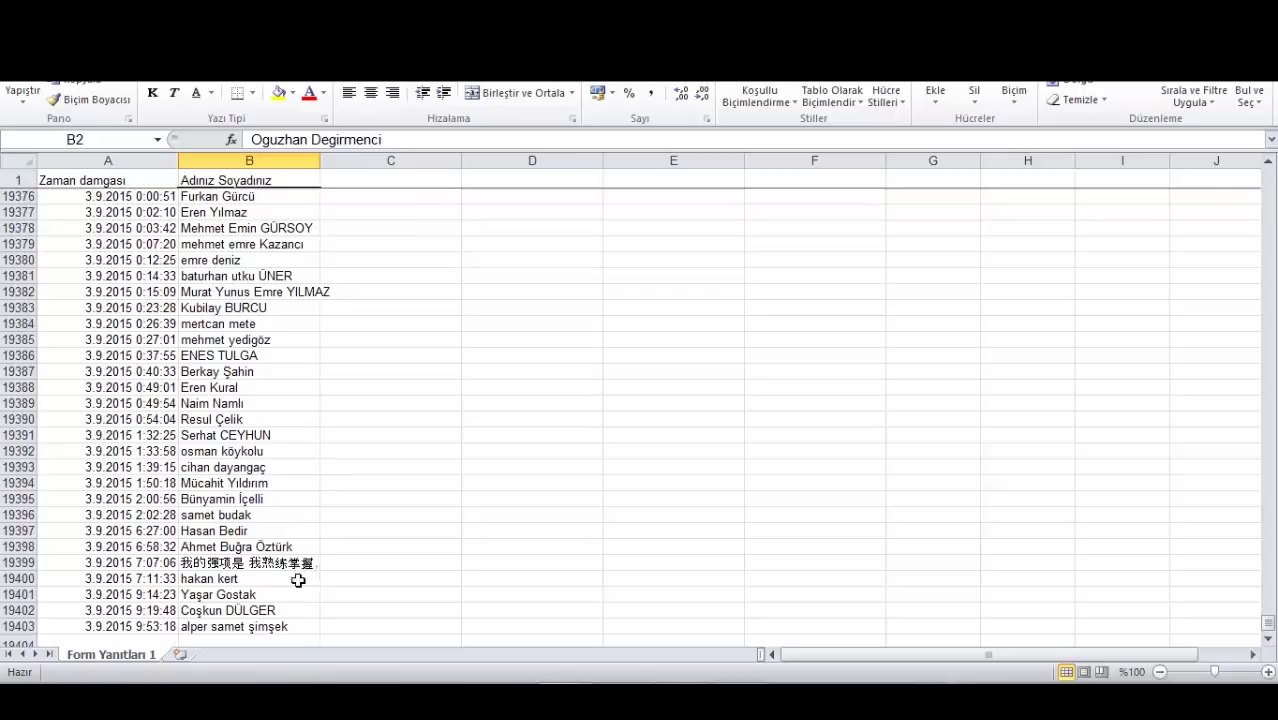 Yapıştır
Biçim Boyacısı
Pano
K T A
A
Yazı Tipi
Birleştir ve Ortala
Hizalama
%
,
Sayı
Koşullu Biçimlendirme
Tablo Olarak Biçimlendir
Hücre Stilleri
Stiller
Ekle
Sil
Biçim
Hücreler
Temizle
Sırala ve Filtre Uygula
Bul ve Seç
Düzenleme
B2 fx Oguzhan Degirmenci
A B C D E F G H I J
1 Zaman damgası Adınız Soyadınız
19376 3.9.2015 0:00:51 Furkan Gürcü
19377 3.9.2015 0:02:10 Eren Yılmaz
19378 3.9.2015 0:03:42 Mehmet Emin GÜRSOY
19379 3.9.2015 0:07:20 mehmet emre Kazancı
19380 3.9.2015 0:12:25 emre deniz
19381 3.9.2015 0:14:33 baturhan utku ÜNER
19382 3.9.2015 0:15:09 Murat Yunus Emre YILMAZ
19383 3.9.2015 0:23:28 Kubilay BURCU
19384 3.9.2015 0:26:39 mertcan mete
19385 3.9.2015 0:27:01 mehmet yedigöz
19386 3.9.2015 0:37:55 ENES TULGA
19387 3.9.2015 0:40:33 Berkay Şahin
19388 3.9.2015 0:49:01 Eren Kural
19389 3.9.2015 0:49:54 Naim Namlı
19390 3.9.2015 0:54:04 Resul Çelik
19391 3.9.2015 1:32:25 Serhat CEYHUN
19392 3.9.2015 1:33:58 osman köykolu
19393 3.9.2015 1:39:15 cihan dayangaç
19394 3.9.2015 1:50:18 Mücahit Yıldırım
19395 3.9.2015 2:00:56 Bünyamin İçelli
19396 3.9.2015 2:02:28 samet budak
19397 3.9.2015 6:27:00 Hasan Bedir
19398 3.9.2015 6:58:32 Ahmet Buğra Öztürk
19399 3.9.2015 7:07:06 我的强项是 我熟练掌握
19400 3.9.2015 7:11:33 hakan kert
19401 3.9.2015 9:14:23 Yaşar Gostak
19402 3.9.2015 9:19:48 Coşkun DÜLGER
19403 3.9.2015 9:53:18 alper samet şimşek
19404
Form Yanıtları 1
Hazır
%100